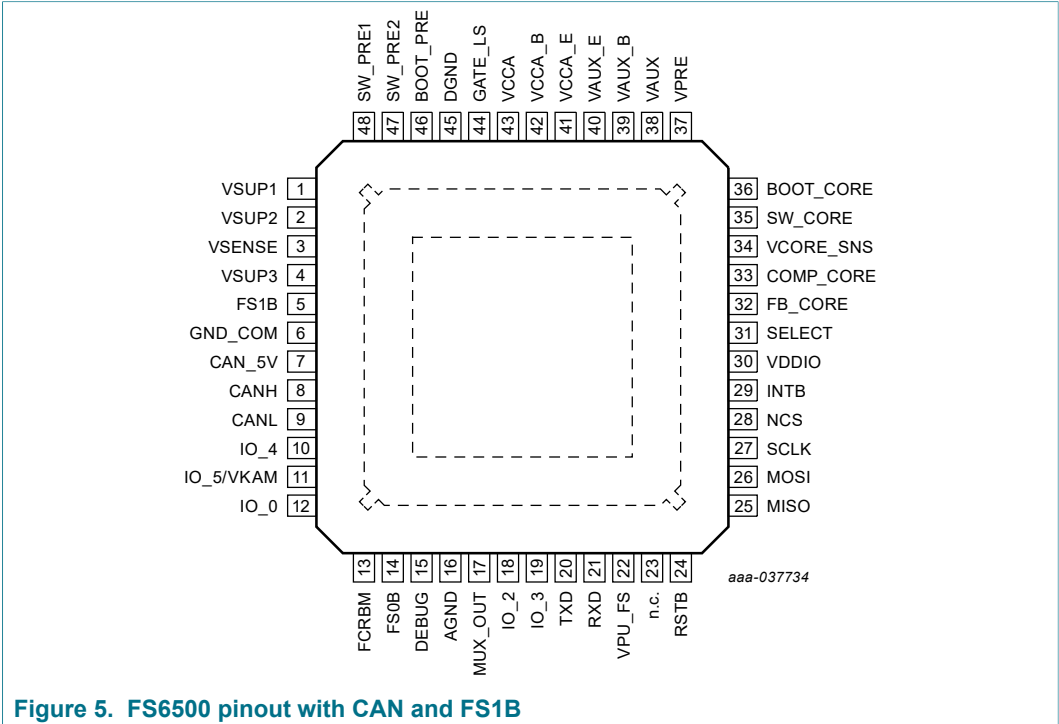 SW_PRE1
SW_PRE2
BOOT_PRE
DGND
GATE_LS
VCCA
VCCA_B
VCCA_E
VAUX_E
VAUX_B
VAUX
VPRE
48 47 46 45 44 43 42 41 40 39 38 37
VSUP1 1
VSUP2 2
VSENSE 3
VSUP3 4
FS1B 5
GND_COM 6
CAN_5V 7
CANH 8
CANL 9
IO_4 10
IO_5/VKAM 11
IO_0 12
36 BOOT_CORE
35 SW_CORE
34 VCORE_SNS
33 COMP_CORE
32 FB_CORE
31 SELECT
30 VDDIO
29 INTB
28 NCS
27 SCLK
26 MOSI
25 MISO
13 14 15 16 17 18 19 20 21 22 23 24
FCRBM
FS0B
DEBUG
AGND
MUX_OUT
IO_2
IO_3
TXD
RXD
VPU_FS
n.c.
RSTB
aaa-037734
Figure 5. FS6500 pinout with CAN and FS1B